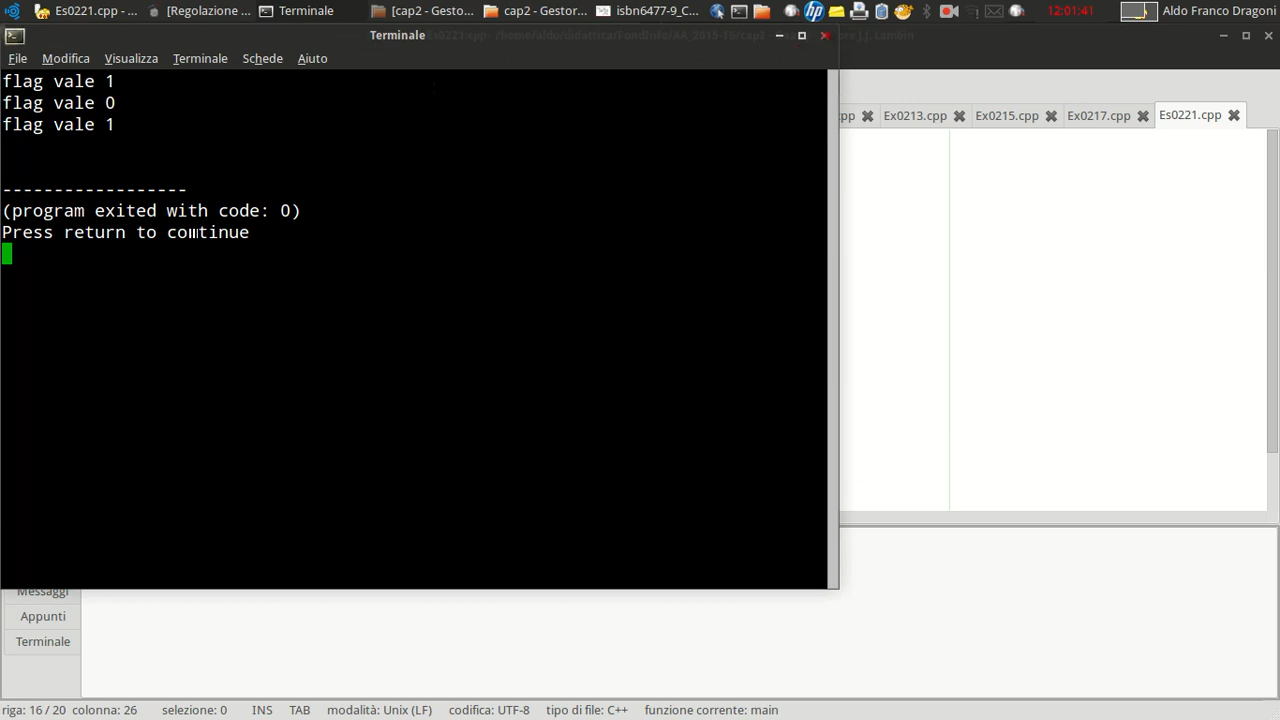 Es0221.cpp - ...
[Regolazione ...
Terminale
[cap2 - Gesto...
cap2 - Gestor...
isbn6477-9_C...
12:01:41
Aldo Franco Dragoni
Terminale
File Modifica Visualizza Terminale Schede Aiuto
flag vale 1
flag vale 0
flag vale 1
------------------
(program exited with code: 0)
Press return to continue
pp Ex0213.cpp Ex0215.cpp Ex0217.cpp Es0221.cpp
Messaggi
Appunti
Terminale
riga: 16 / 20 colonna: 26 selezione: 0 INS TAB modalità: Unix (LF) codifica: UTF-8 tipo di file: C++ funzione corrente: main